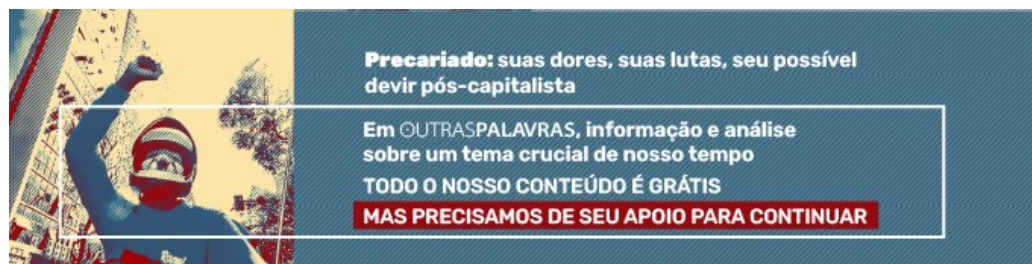 Precariado: suas dores, suas lutas, seu possível
devir pós-capitalista
Em OUTRASPALAVRAS, informação e análise
sobre um tema crucial de nosso tempo
TODO O NOSSO CONTEÚDO É GRÁTIS
MAS PRECISAMOS DE SEU APOIO PARA CONTINUAR